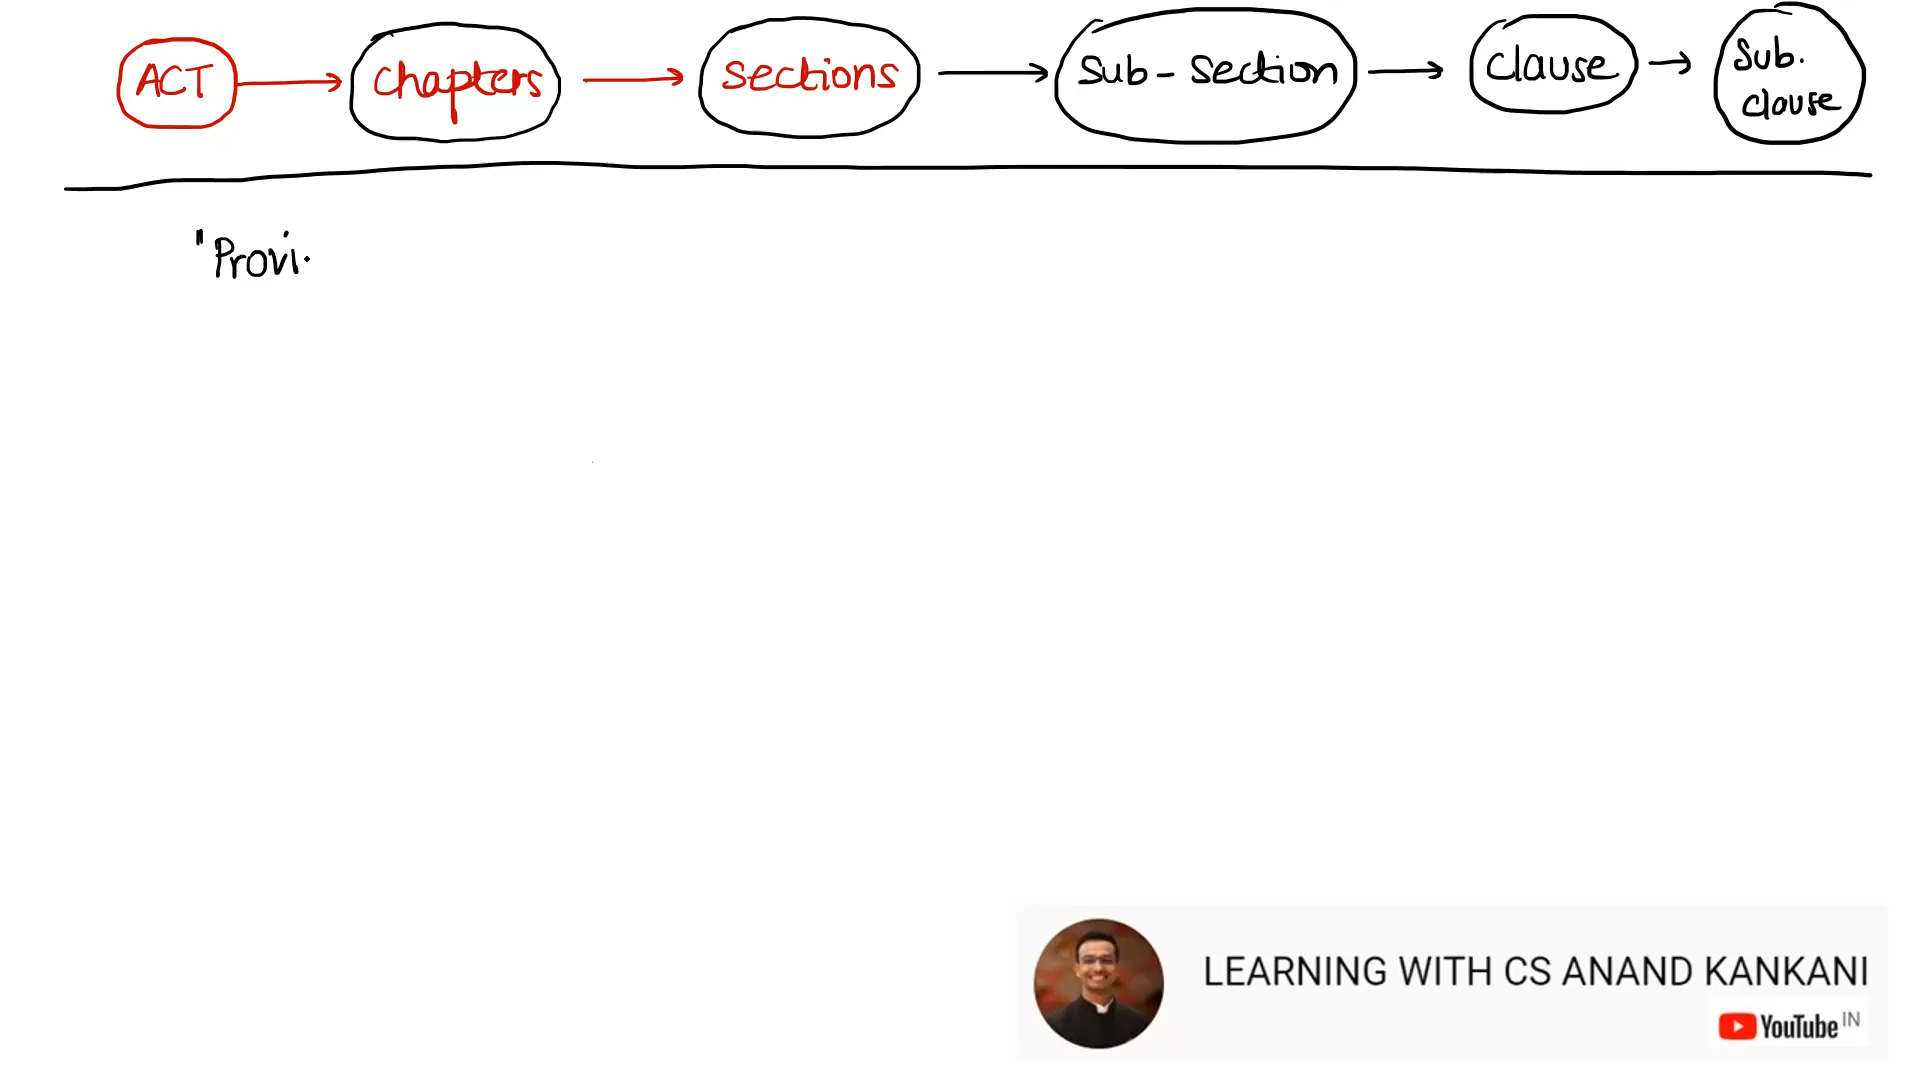 ACT → chapters → sections → Sub-section → Clause → Sub. clause
"Provi
LEARNING WITH CS ANAND KANKANI
YouTube IN